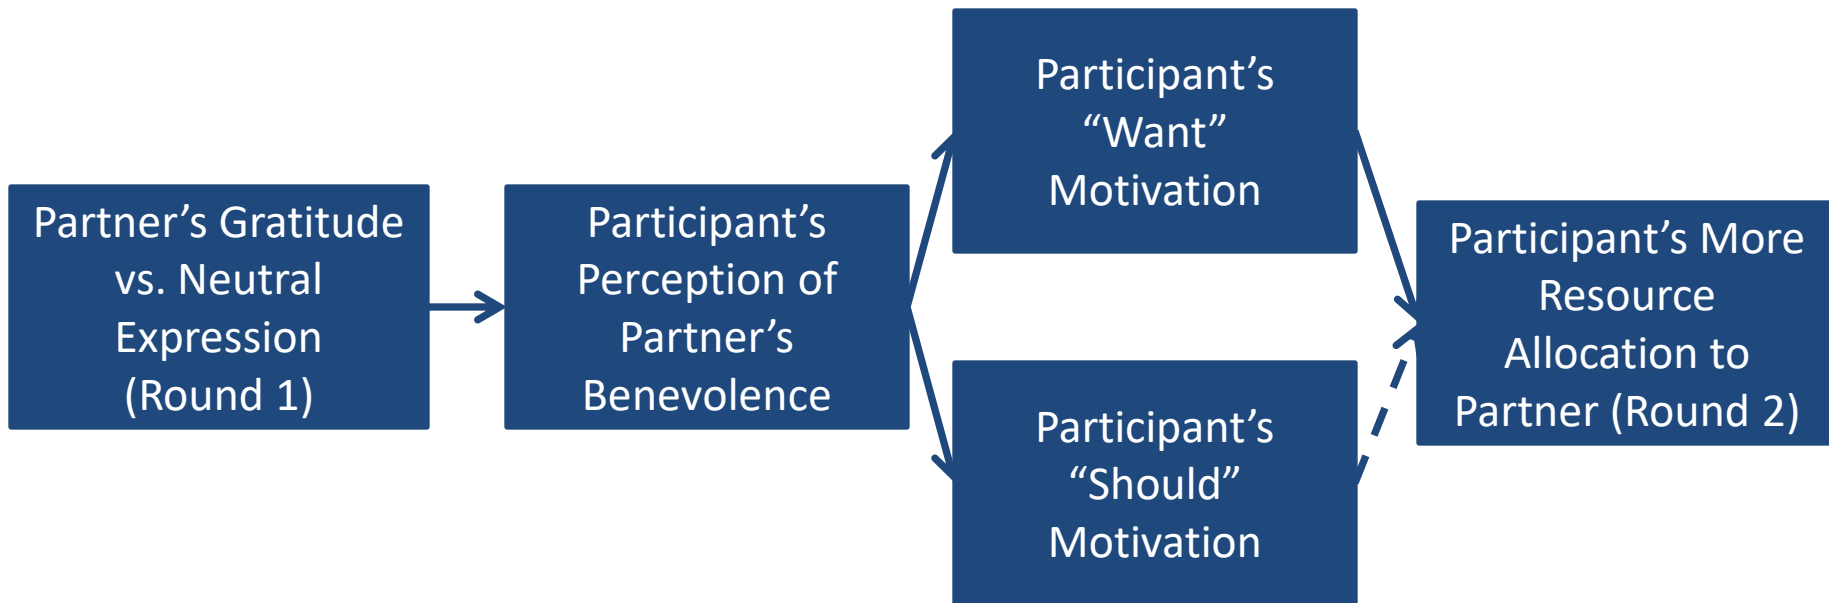 Partner’s Gratitude
vs. Neutral
Expression
(Round 1)
Participant’s
Perception of
Partner’s
Benevolence
Participant’s
“Want”
Motivation
Participant’s
“Should”
Motivation
Participant’s More
Resource
Allocation to
Partner (Round 2)